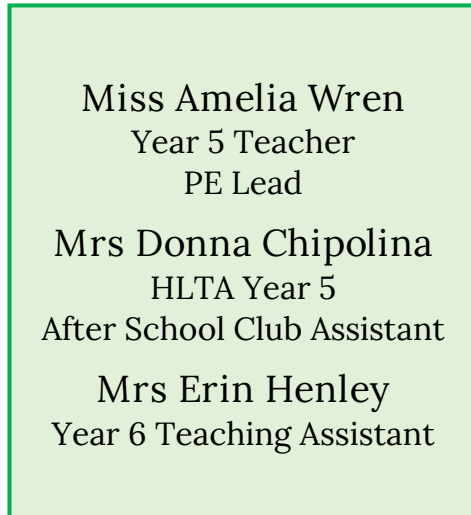 Miss Amelia Wren
Year 5 Teacher
PE Lead
Mrs Donna Chipolina
HLTA Year 5
After School Club Assistant
Mrs Erin Henley
Year 6 Teaching Assistant